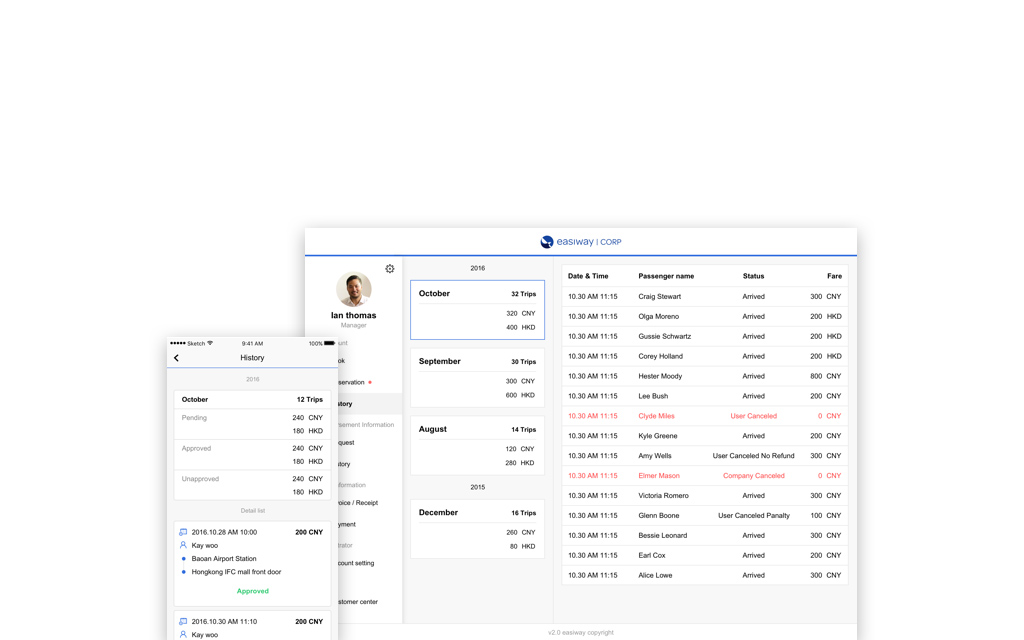 easiway | CORP
Ian thomas
Manager
ount
ok
servation
story
rsement Information
quest
story
formation
voice / Receipt
yment
trator
count setting
stomer center
2016
October 32 Trips
320 CNY
400 HKD
September 30 Trips
300 CNY
600 HKD
August 14 Trips
120 CNY
280 HKD
2015
December 16 Trips
260 CNY
80 HKD
Date & Time Passenger name Status Fare
10.30 AM 11:15 Craig Stewart Arrived 300 CNY
10.30 AM 11:15 Olga Moreno Arrived 200 HKD
10.30 AM 11:15 Gussie Schwartz Arrived 200 HKD
10.30 AM 11:15 Corey Holland Arrived 200 HKD
10.30 AM 11:15 Hester Moody Arrived 800 CNY
10.30 AM 11:15 Lee Bush Arrived 200 CNY
10.30 AM 11:15 Clyde Miles User Canceled 0 CNY
10.30 AM 11:15 Kyle Greene Arrived 200 CNY
10.30 AM 11:15 Amy Wells User Canceled No Refund 300 CNY
10.30 AM 11:15 Elmer Mason Company Canceled 0 CNY
10.30 AM 11:15 Victoria Romero Arrived 300 CNY
10.30 AM 11:15 Glenn Boone User Canceled Panalty 100 CNY
10.30 AM 11:15 Bessie Leonard Arrived 300 CNY
10.30 AM 11:15 Earl Cox Arrived 200 CNY
10.30 AM 11:15 Alice Lowe Arrived 300 CNY
v2.0 easiway copyright
Sketch 9:41 AM 100%
History
2016
October 12 Trips
Pending 240 CNY
180 HKD
Approved 240 CNY
180 HKD
Unapproved 240 CNY
180 HKD
Detail list
2016.10.28 AM 10:00 200 CNY
Kay woo
Baoan Airport Station
Hongkong IFC mall front door
Approved
2016.10.30 AM 11:10 200 CNY
Kay woo